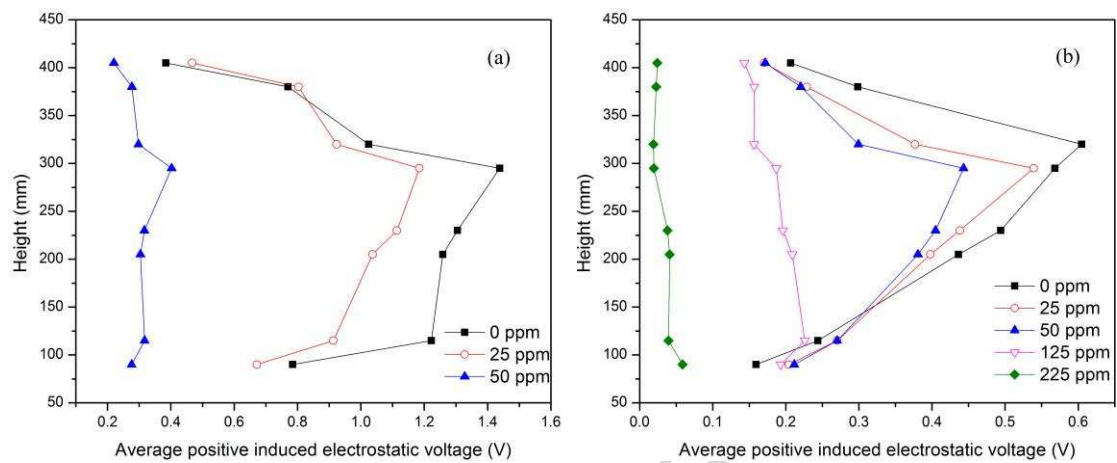 450
400
350
300
250
200
150
100
50
Height (mm)
(a)
0 ppm
25 ppm
50 ppm
0.2 0.4 0.6 0.8 1.0 1.2 1.4 1.6
Average positive induced electrostatic voltage (V)
450
400
350
300
250
200
150
100
50
Height (mm)
(b)
0 ppm
25 ppm
50 ppm
125 ppm
225 ppm
0.0 0.1 0.2 0.3 0.4 0.5 0.6
Average positive induced electrostatic voltage (V)